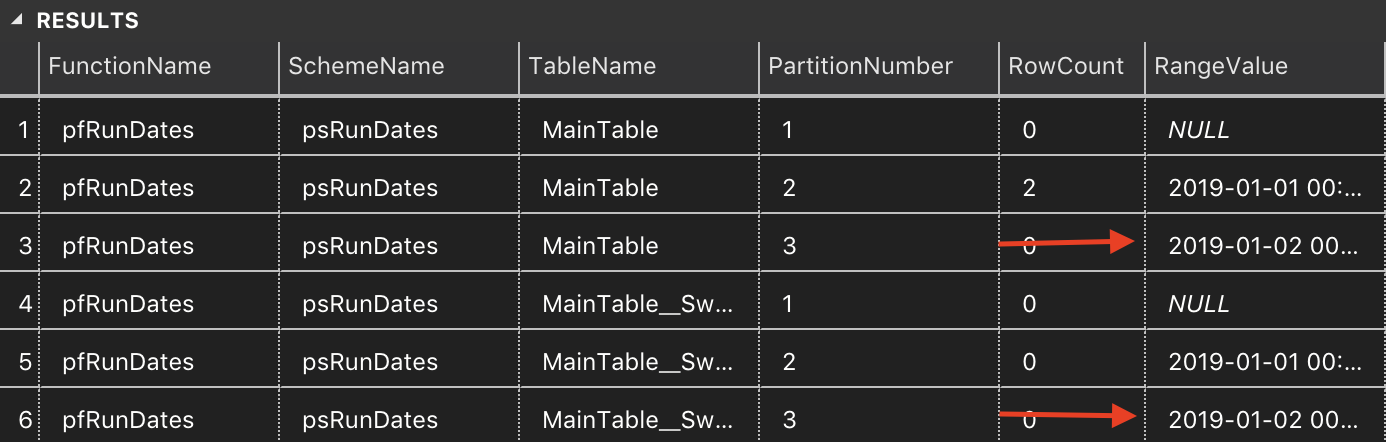 RESULTS
FunctionName SchemeName TableName PartitionNumber RowCount RangeValue
1 pfRunDates psRunDates MainTable 1 0 NULL
2 pfRunDates psRunDates MainTable 2 2 2019-01-01 00:...
3 pfRunDates psRunDates MainTable 3 0 2019-01-02 00...
4 pfRunDates psRunDates MainTable__Sw... 1 0 NULL
5 pfRunDates psRunDates MainTable__Sw... 2 0 2019-01-01 00:...
6 pfRunDates psRunDates MainTable__Sw... 3 0 2019-01-02 00...